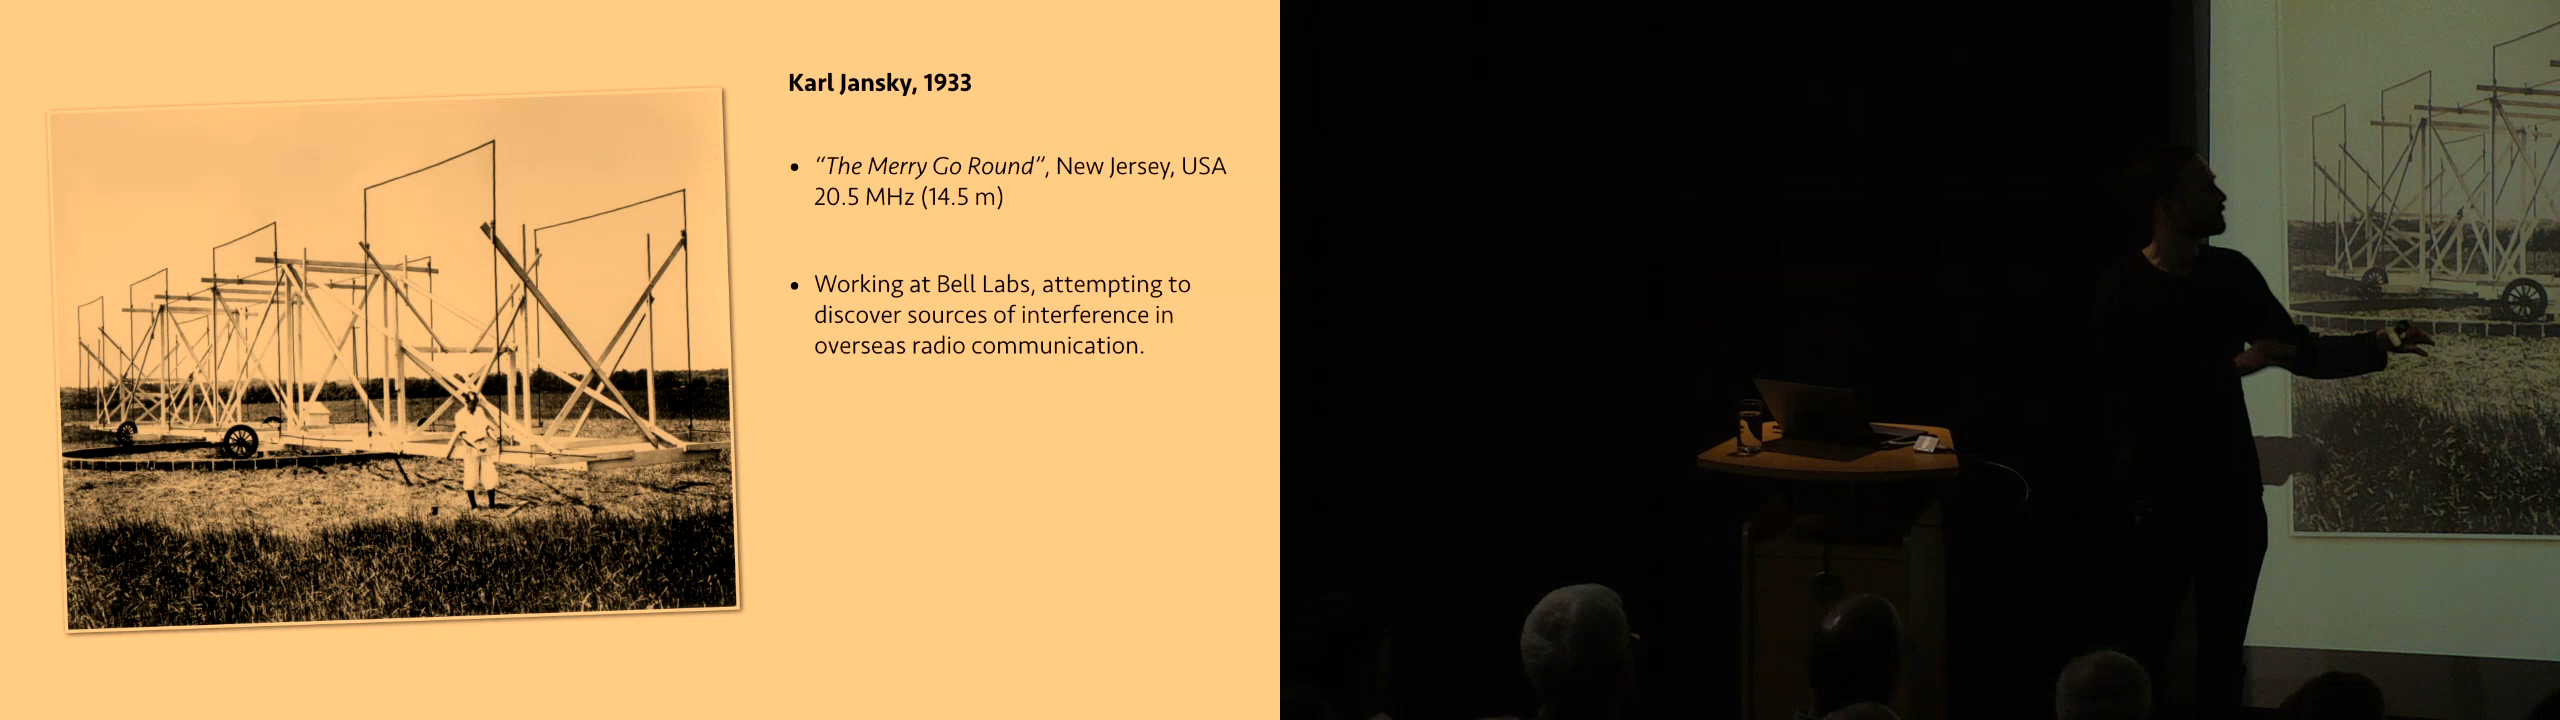 Karl Jansky, 1933
• “The Merry Go Round”, New Jersey, USA
20.5 MHz (14.5 m)
• Working at Bell Labs, attempting to
discover sources of interference in
overseas radio communication.